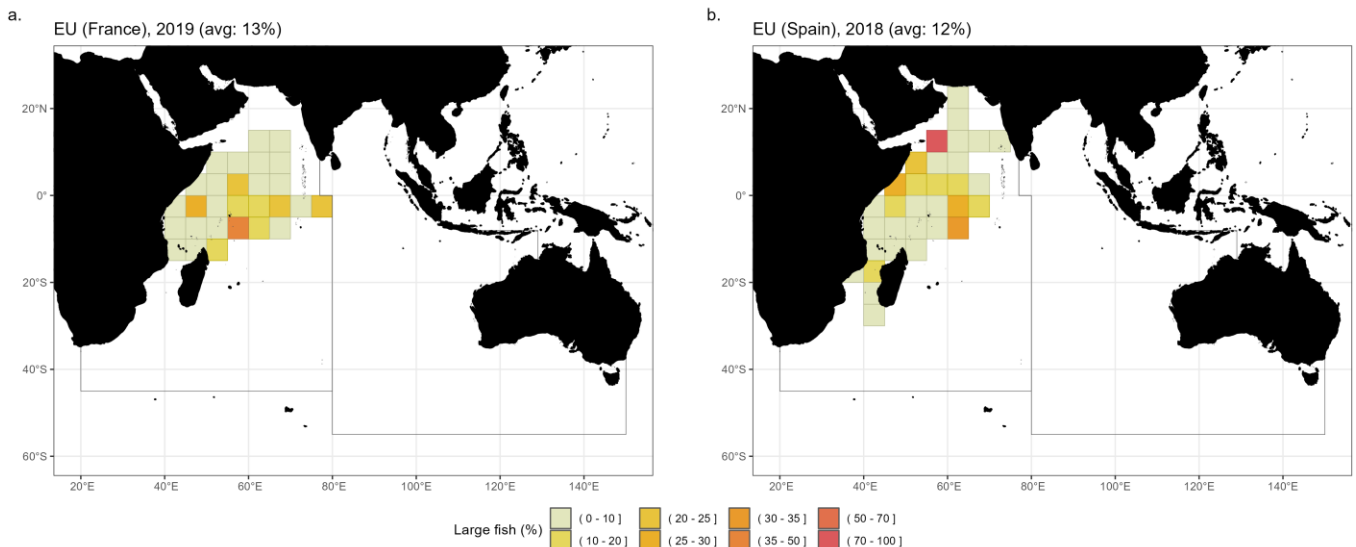 a.
EU (France), 2019 (avg: 13%)
20°N
0°
20°S
40°S
60°S
20°E 40°E 60°E 80°E 100°E 120°E 140°E
b.
EU (Spain), 2018 (avg: 12%)
20°N
0°
20°S
40°S
60°S
20°E 40°E 60°E 80°E 100°E 120°E 140°E
Large fish (%)
( 0 - 10 ] ( 20 - 25 ] ( 30 - 35 ] ( 50 - 70 ]
( 10 - 20 ] ( 25 - 30 ] ( 35 - 50 ] ( 70 - 100 ]